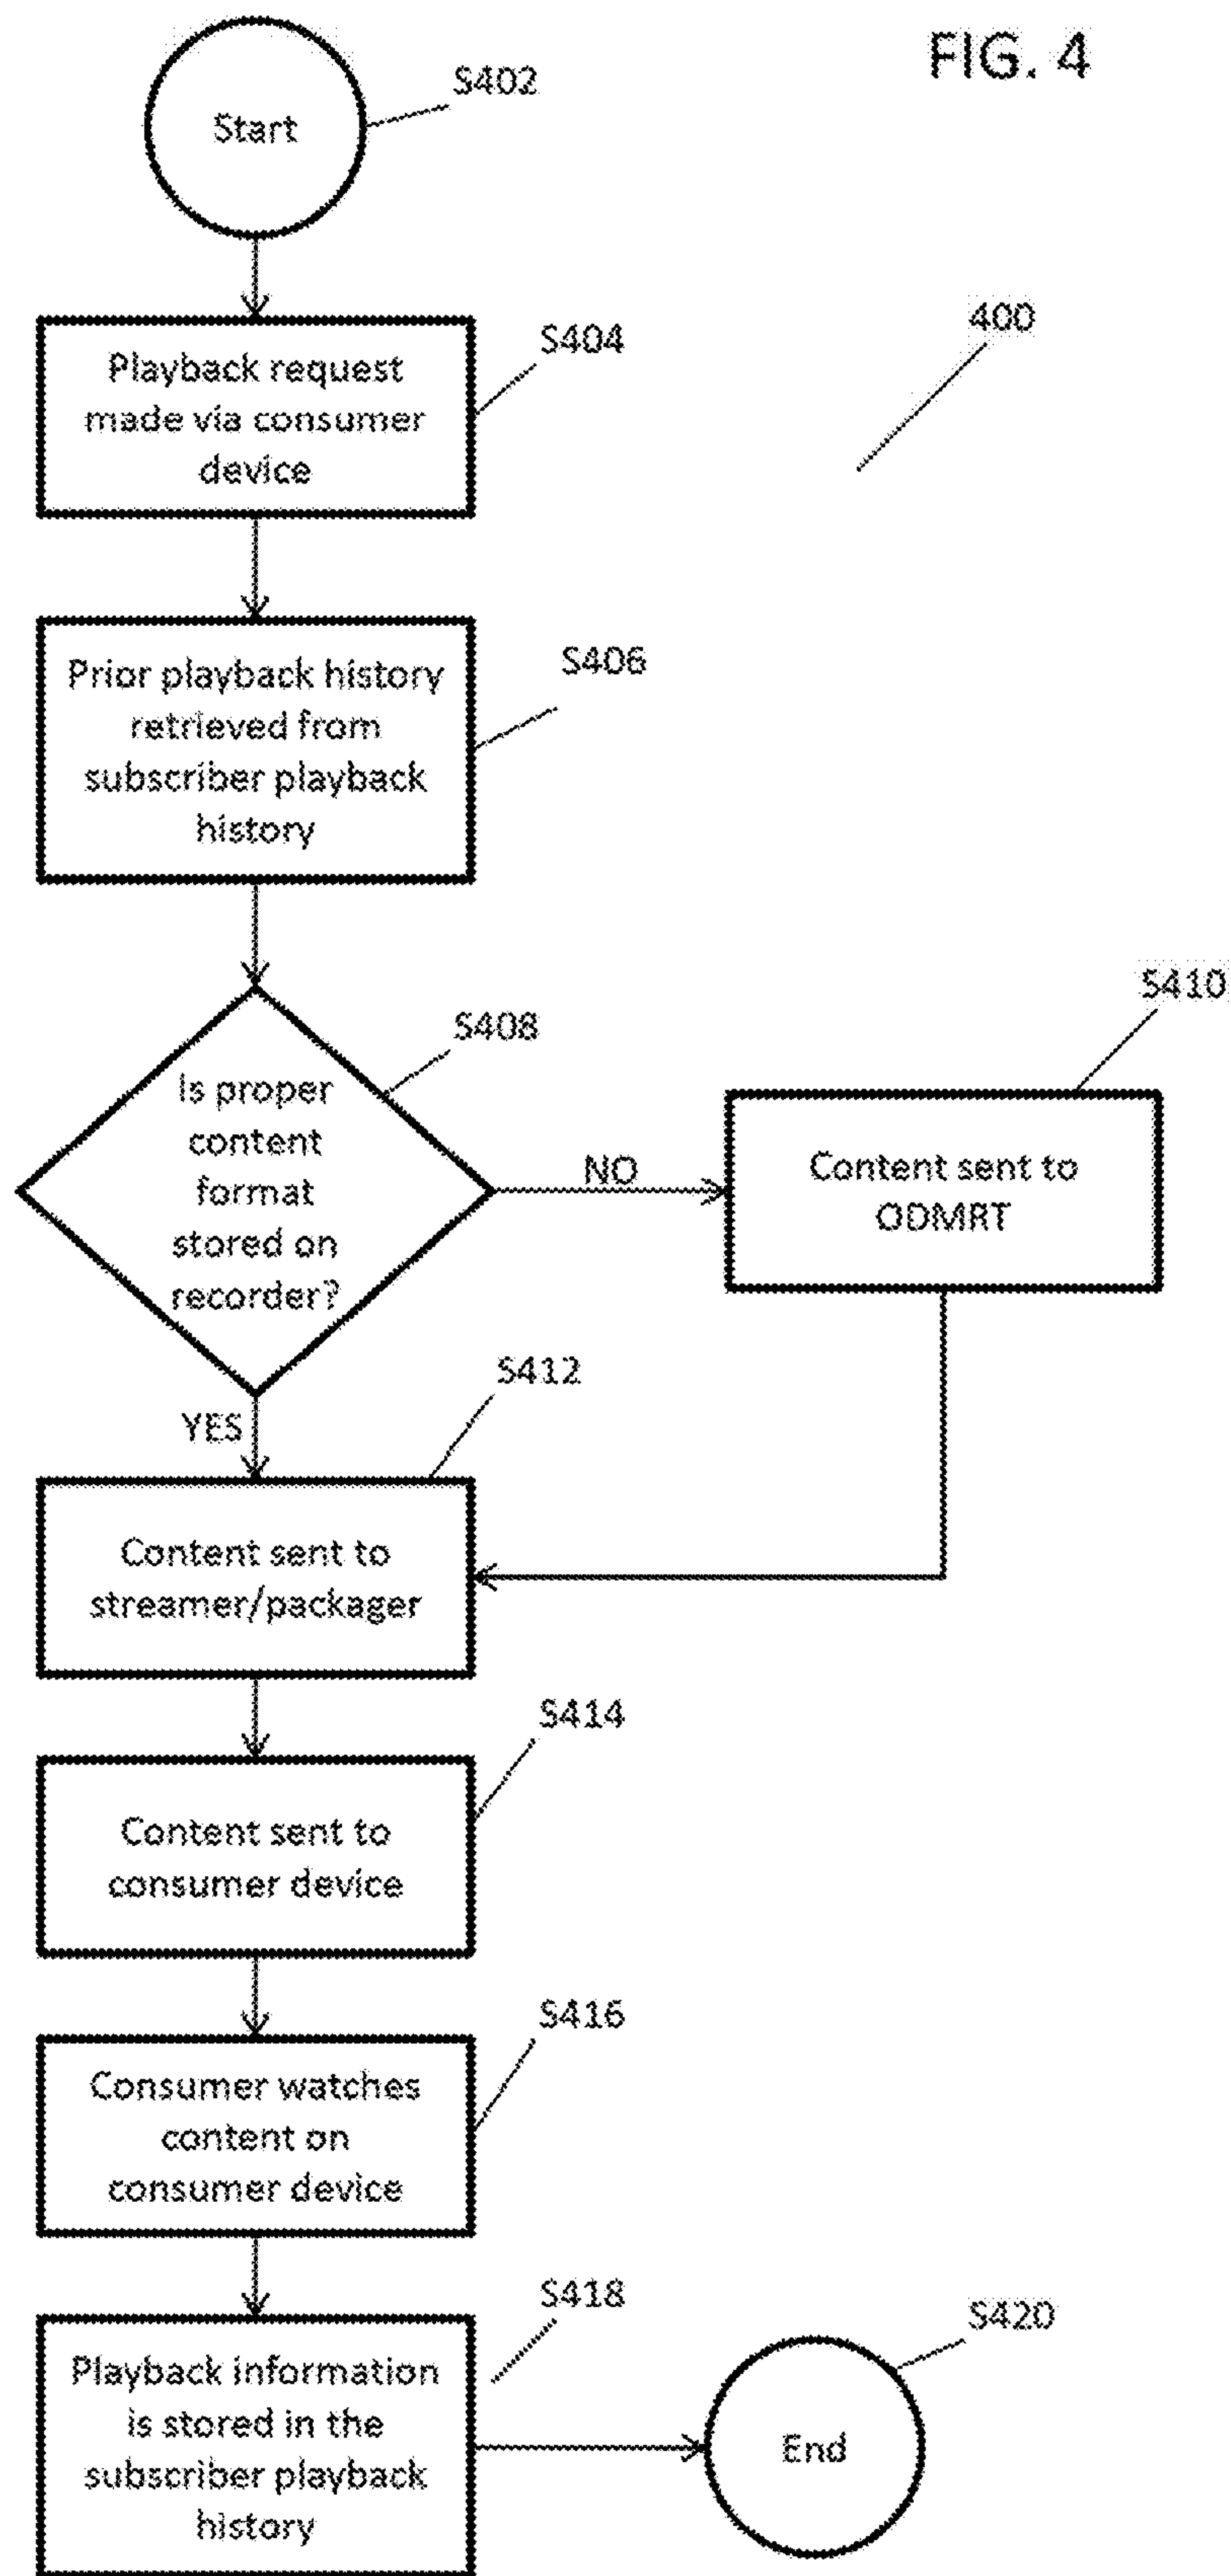 FIG. 4
S402
Start
400
S404
Playback request
made via consumer
device
S406
Prior playback history
retrieved from
subscriber playback
history
S408
Is proper
content
format
stored on
recorder?
NO
S410
Content sent to
ODMRT
YES
S412
Content sent to
streamer/packager
S414
Content sent to
consumer device
S416
Consumer watches
content on
consumer device
S418
Playback information
is stored in the
subscriber playback
history
S420
End